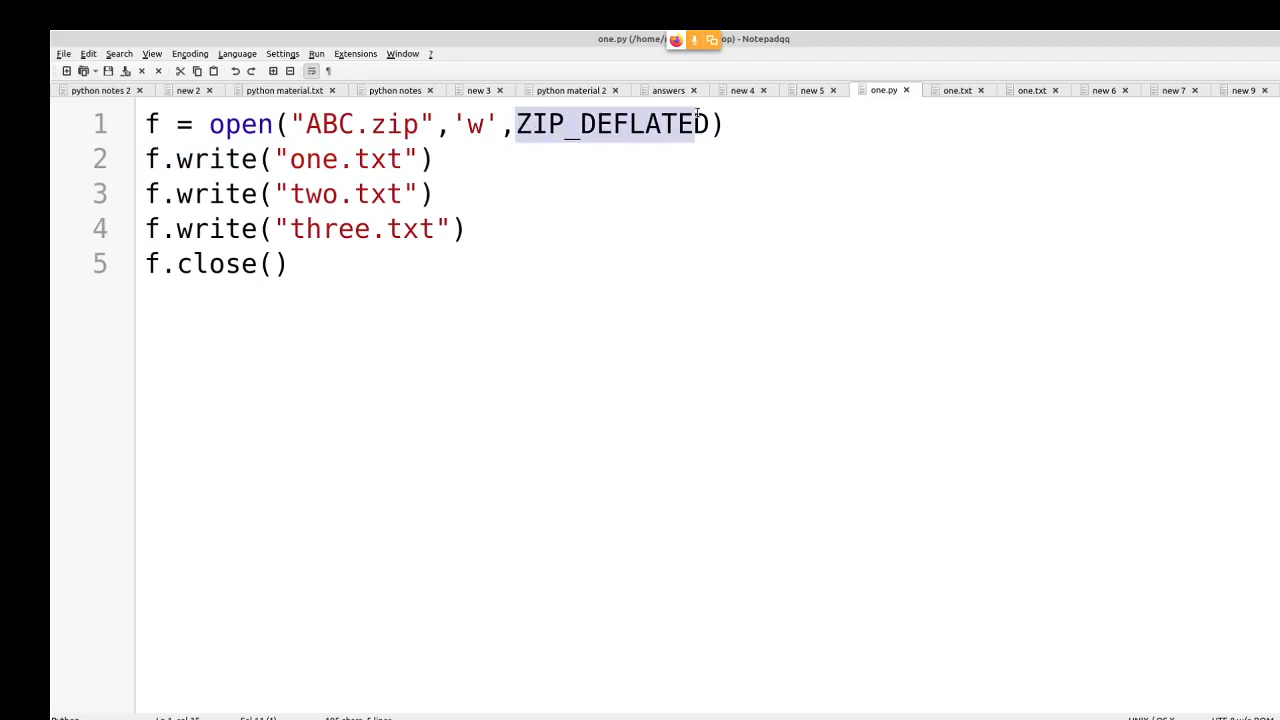 one.py (/home/ op) - Notepadqq
File Edit Search View Encoding Language Settings Run Extensions Window ?
python notes 2 new 2 python material.txt python notes new 3 python material 2 answers new 4 new 5 one.py one.txt one.txt new 6 new 7 new 9
1 f = open("ABC.zip",'w',ZIP_DEFLATED)
2 f.write("one.txt")
3 f.write("two.txt")
4 f.write("three.txt")
5 f.close()